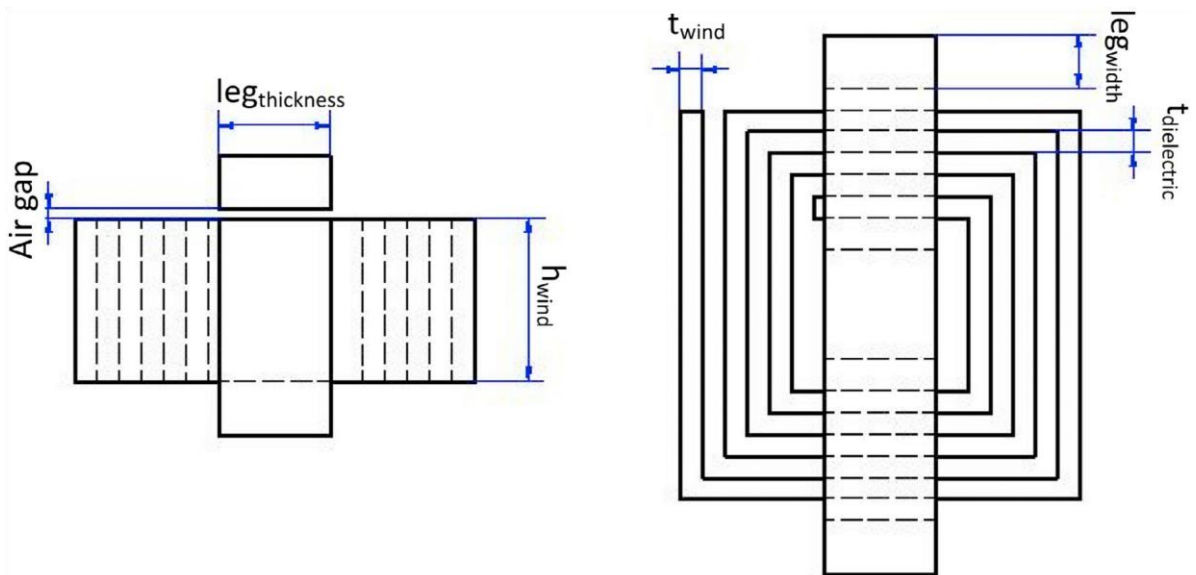 leg_thickness
Air gap
h_wind
t_wind
leg_width
t_dielectric